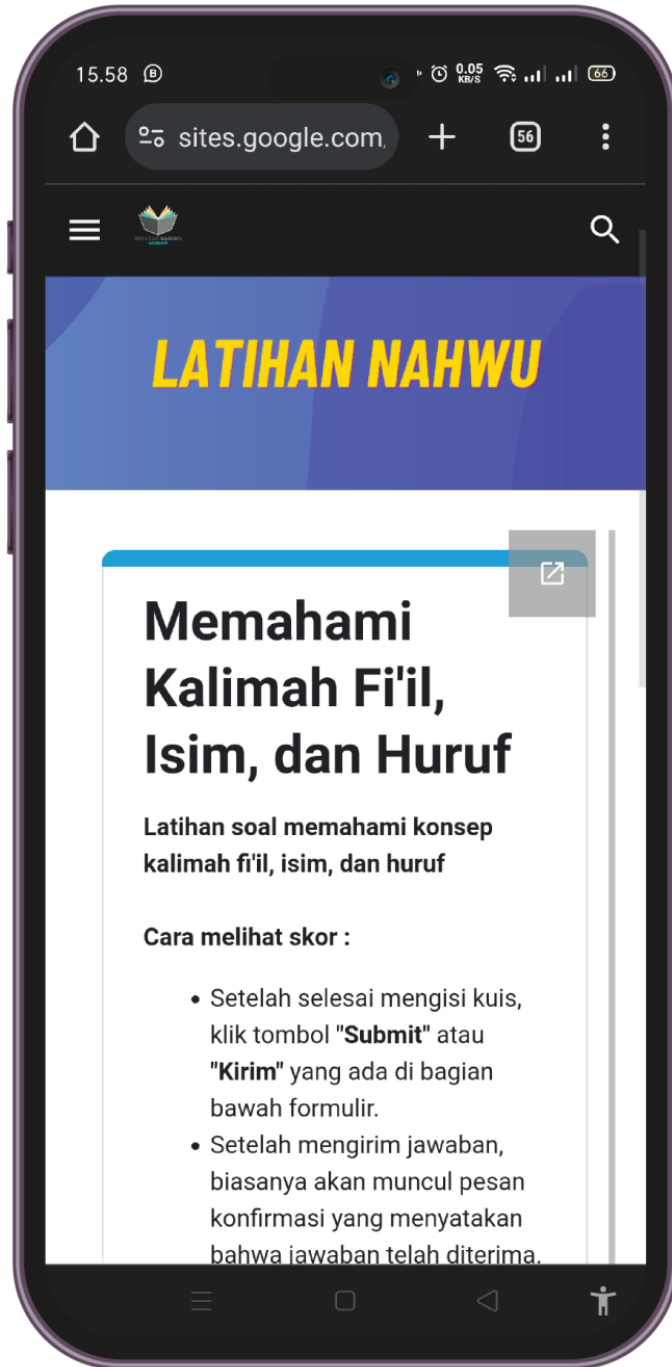 15.58
0.05
KB/S
66
sites.google.com
56
LATIHAN NAHWU
Memahami
Kalimah Fi'il,
Isim, dan Huruf
Latihan soal memahami konsep
kalimah fi'il, isim, dan huruf
Cara melihat skor :
• Setelah selesai mengisi kuis,
klik tombol "Submit" atau
"Kirim" yang ada di bagian
bawah formulir.
• Setelah mengirim jawaban,
biasanya akan muncul pesan
konfirmasi yang menyatakan
bahwa jawaban telah diterima.